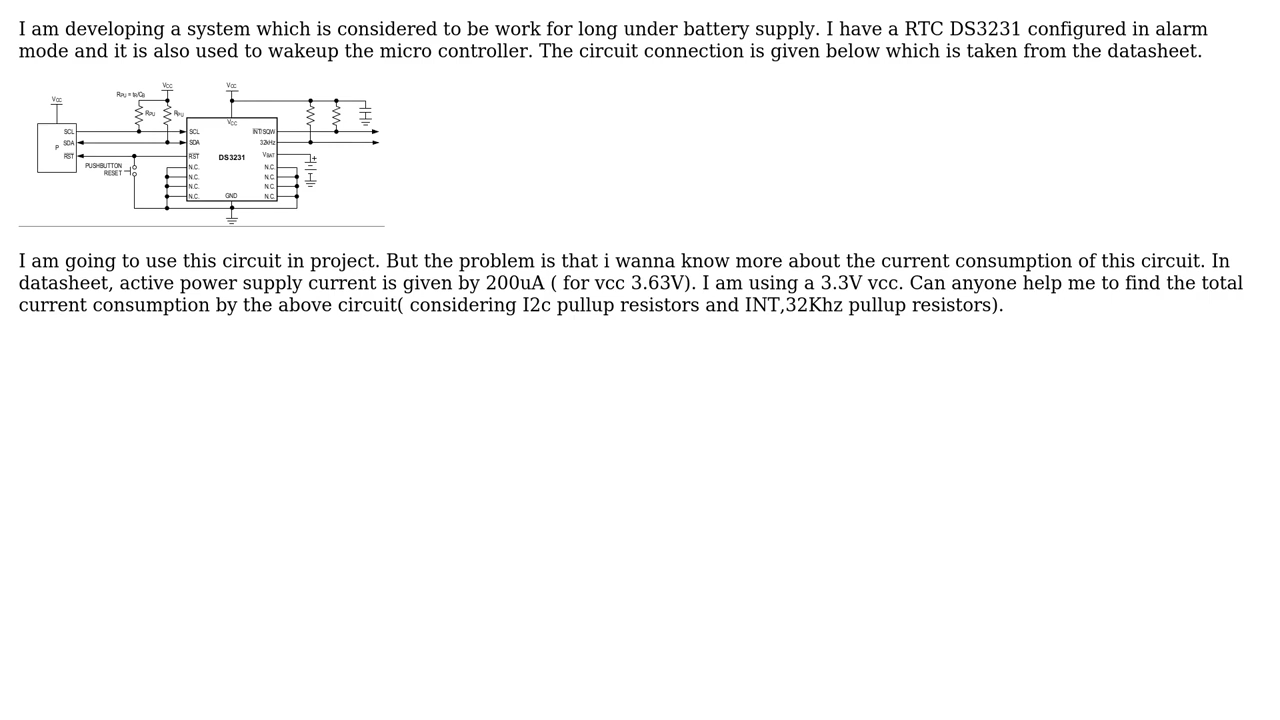 I am developing a system which is considered to be work for long under battery supply. I have a RTC DS3231 configured in alarm
mode and it is also used to wakeup the micro controller. The circuit connection is given below which is taken from the datasheet.
VCC
VCC
RPU = tR/CB
VCC
RPU
RPU
VCC
SCL
SCL
INT/SQW
SDA
SDA
32kHz
P
RST
RST
DS3231
VBAT
PUSHBUTTON
RESET
N.C.
N.C.
N.C.
N.C.
N.C.
N.C.
N.C.
GND
N.C.
I am going to use this circuit in project. But the problem is that i wanna know more about the current consumption of this circuit. In
datasheet, active power supply current is given by 200uA ( for vcc 3.63V). I am using a 3.3V vcc. Can anyone help me to find the total
current consumption by the above circuit( considering I2c pullup resistors and INT,32Khz pullup resistors).